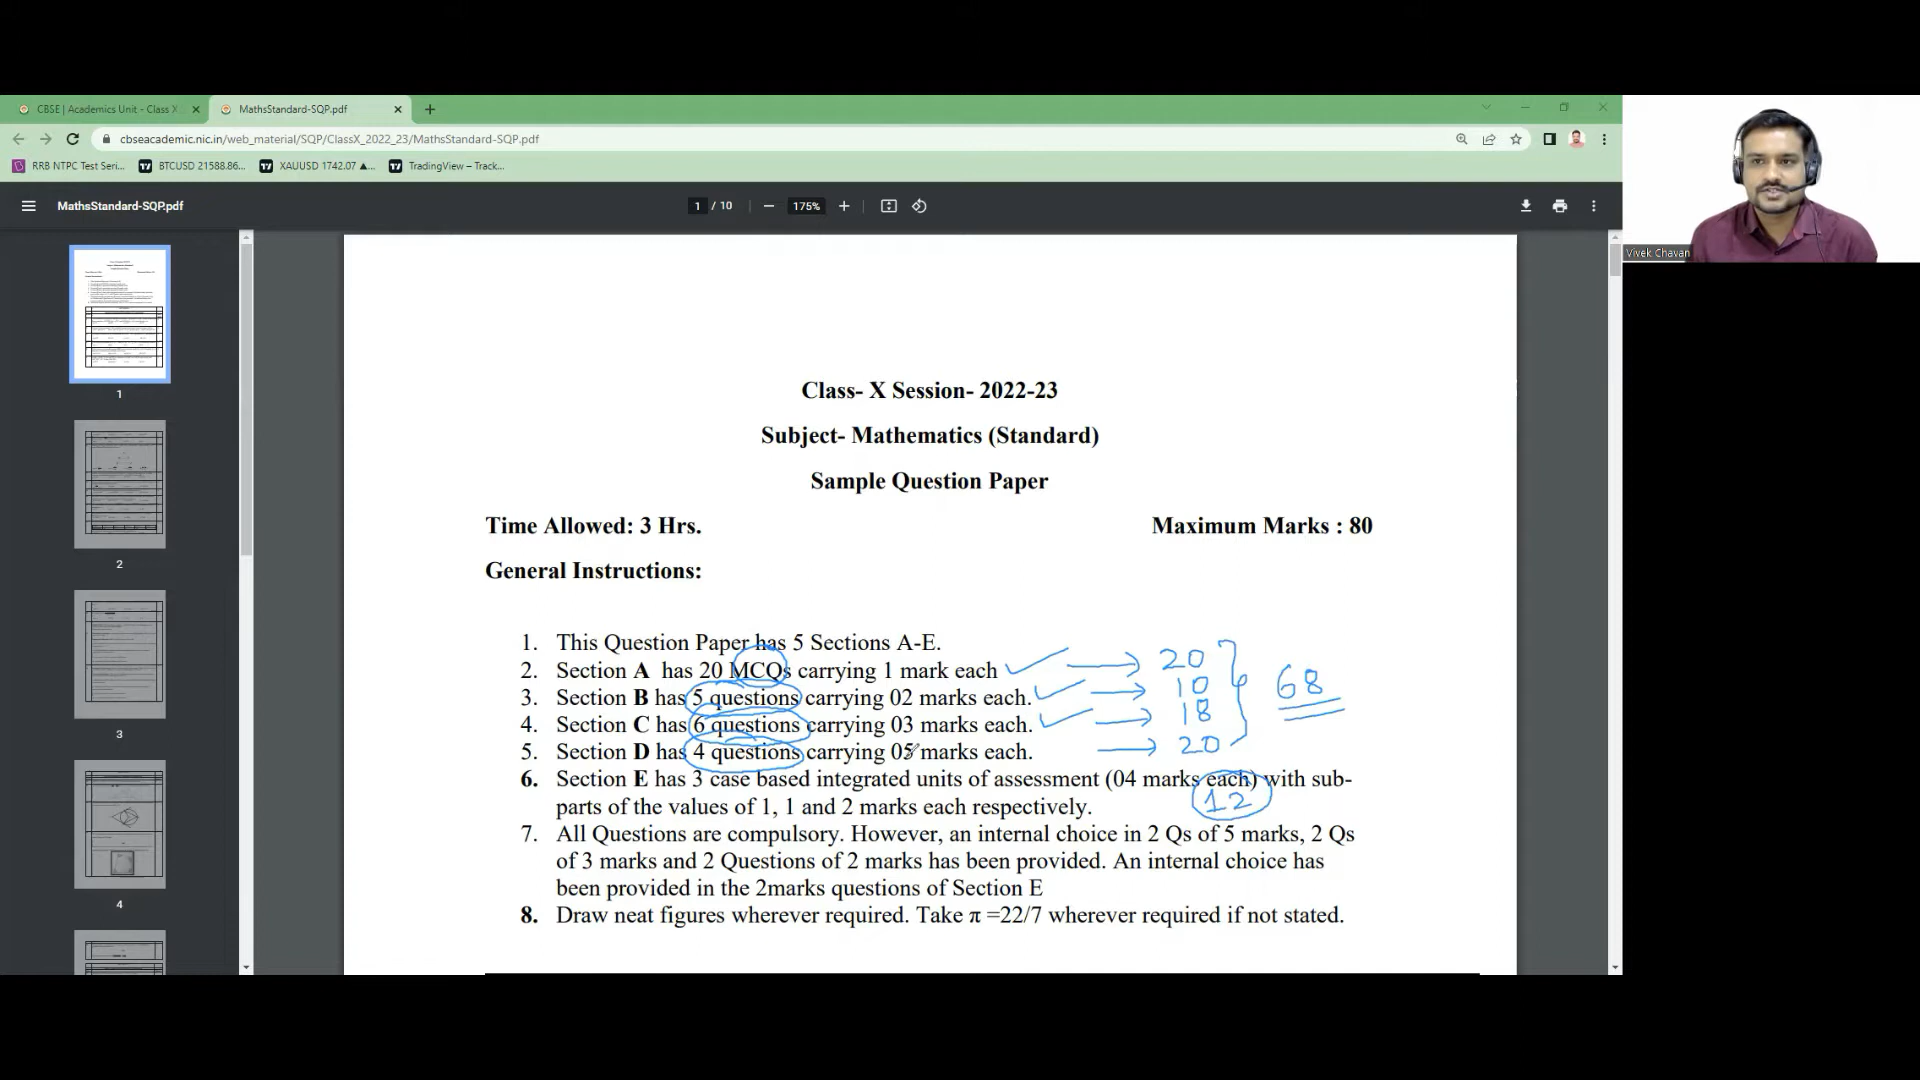 CBSE | Academics Unit - Class X
MathsStandard-SQP.pdf
cbseacademic.nic.in/web_material/SQP/ClassX_2022_23/MathsStandard-SQP.pdf
RRB NTPC Test Seri... BTCUSD 21588.86... XAUUSD 1742.07 ▲... TradingView – Track...
MathsStandard-SQP.pdf 1 / 10 175%
Vivek Chavan
1
2
3
4
Class- X Session- 2022-23
Subject- Mathematics (Standard)
Sample Question Paper
Time Allowed: 3 Hrs. Maximum Marks : 80
General Instructions:
1. This Question Paper has 5 Sections A-E.
2. Section A has 20 MCQs carrying 1 mark each 20
3. Section B has 5 questions carrying 02 marks each. 10 68
4. Section C has 6 questions carrying 03 marks each. 18
5. Section D has 4 questions carrying 05 marks each. 20
6. Section E has 3 case based integrated units of assessment (04 marks each) with sub-
parts of the values of 1, 1 and 2 marks each respectively. 12
7. All Questions are compulsory. However, an internal choice in 2 Qs of 5 marks, 2 Qs
of 3 marks and 2 Questions of 2 marks has been provided. An internal choice has
been provided in the 2marks questions of Section E
8. Draw neat figures wherever required. Take π =22/7 wherever required if not stated.